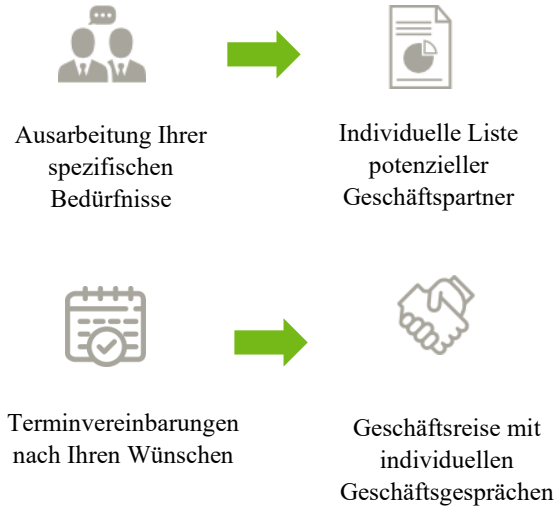 Ausarbeitung Ihrer
spezifischen
Bedürfnisse
Individuelle Liste
potenzieller
Geschäftspartner
Terminvereinbarungen
nach Ihren Wünschen
Geschäftsreise mit
individuellen
Geschäftsgesprächen